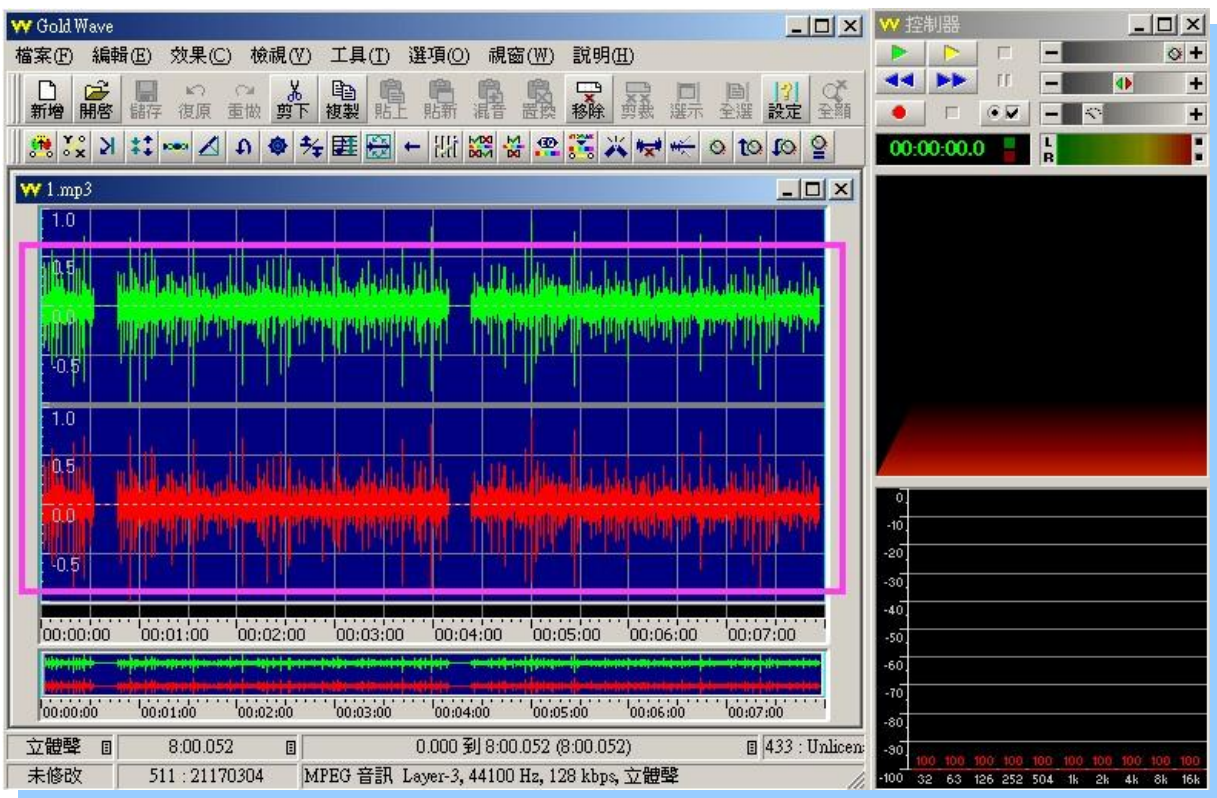 Gold Wave
檔案(F) 編輯(E) 效果(C) 檢視(V) 工具(T) 選項(O) 視窗(W) 説明(H)
新增 開啓 儲存 復原 重做 剪下 複製 貼上 貼新 混音 置換 移除 剪裁 選示 全選 設定 全顯
1.mp3
1.0
0.5
0.0
-0.5
1.0
0.5
0.0
-0.5
00:00:00 00:01:00 00:02:00 00:03:00 00:04:00 00:05:00 00:06:00 00:07:00
00:00:00 00:01:00 00:02:00 00:03:00 00:04:00 00:05:00 00:06:00 00:07:00
立體聲 8:00.052 0.000 到 8:00.052 (8:00.052) 433 : Unlicen
未修改 511 : 21170304 MPEG 音訊 Layer-3, 44100 Hz, 128 kbps, 立體聲
控制器
00:00:00.0 L
R
0
-10
-20
-30
-40
-50
-60
-70
-80
-90
100 100 100 100 100 100 100 100 100 100
-100 32 63 126 252 504 1k 2k 4k 8k 16k